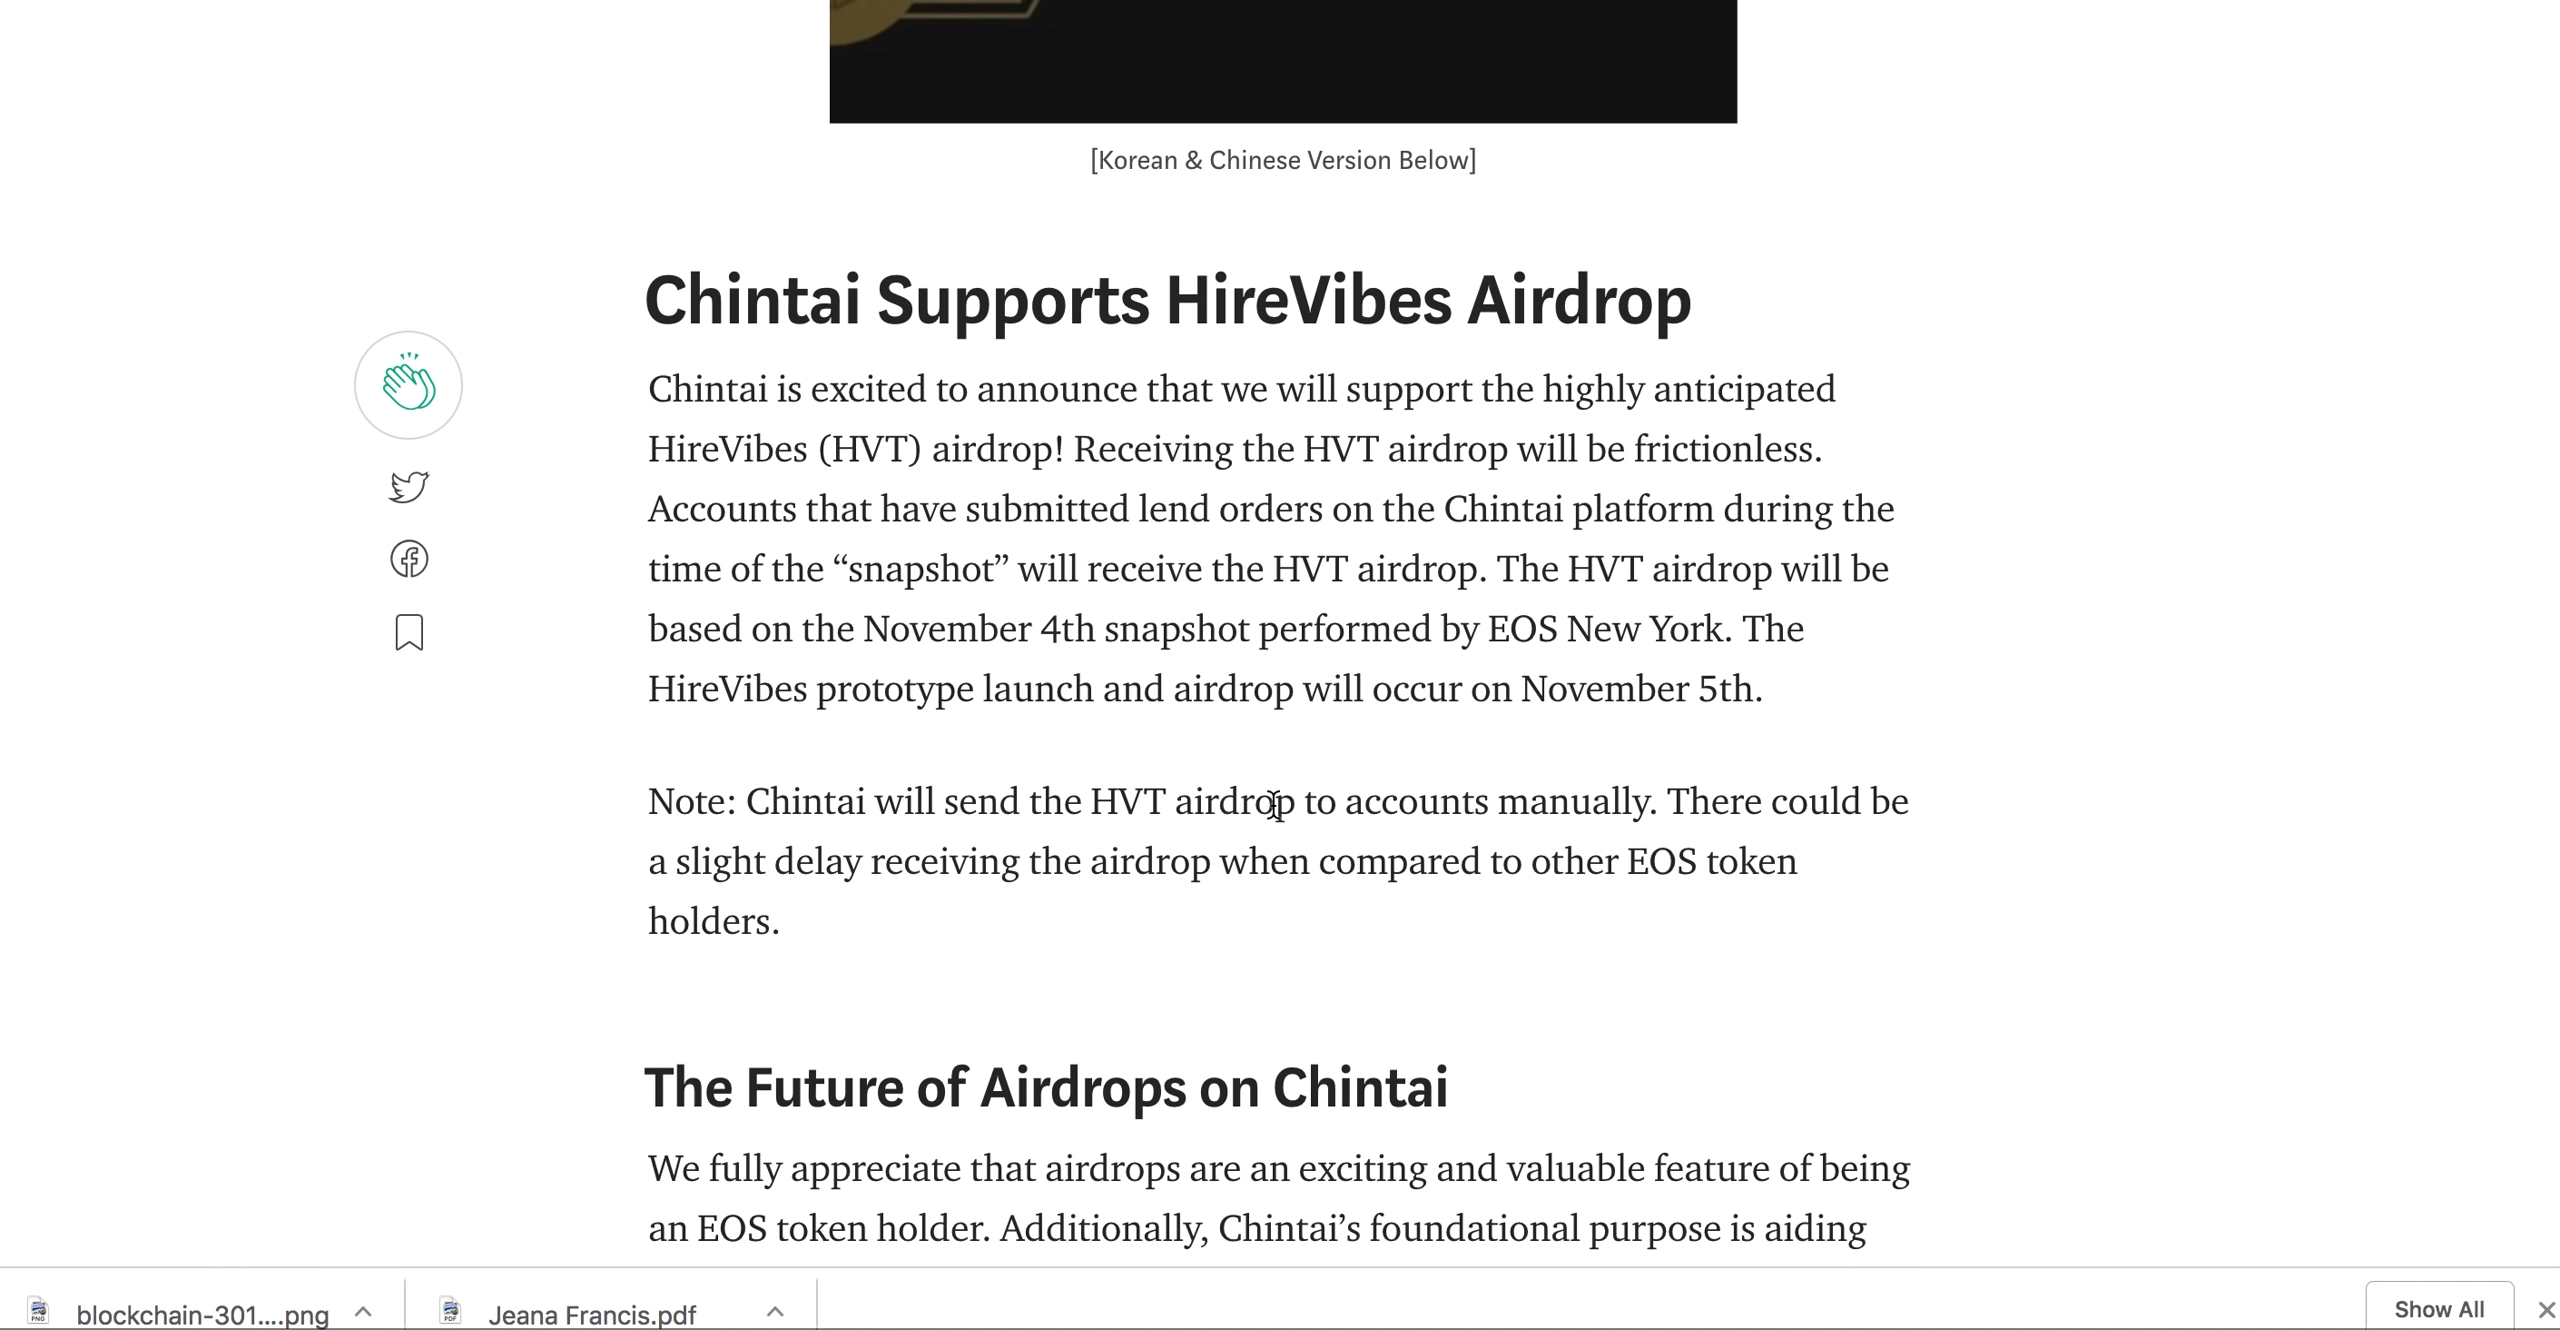 [Korean & Chinese Version Below]
Chintai Supports HireVibes Airdrop
Chintai is excited to announce that we will support the highly anticipated
HireVibes (HVT) airdrop! Receiving the HVT airdrop will be frictionless.
Accounts that have submitted lend orders on the Chintai platform during the
time of the “snapshot” will receive the HVT airdrop. The HVT airdrop will be
based on the November 4th snapshot performed by EOS New York. The
HireVibes prototype launch and airdrop will occur on November 5th.
Note: Chintai will send the HVT airdrop to accounts manually. There could be
a slight delay receiving the airdrop when compared to other EOS token
holders.
The Future of Airdrops on Chintai
We fully appreciate that airdrops are an exciting and valuable feature of being
an EOS token holder. Additionally, Chintai’s foundational purpose is aiding
PNG blockchain-301....png
PDF Jeana Francis.pdf
Show All